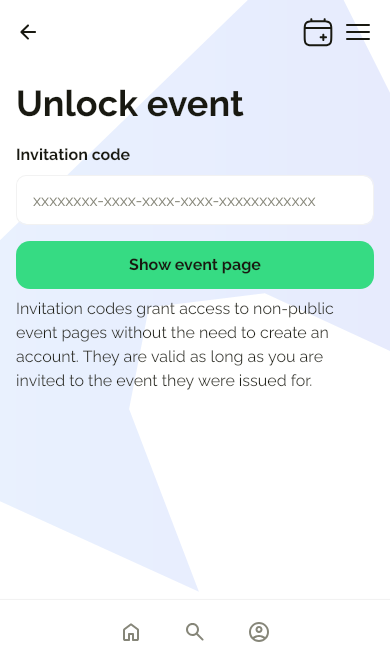 Unlock event
Invitation code
xxxxxxxx-xxxx-xxxx-xxxx-xxxxxxxxxxxx
Show event page
Invitation codes grant access to non-public
event pages without the need to create an
account. They are valid as long as you are
invited to the event they were issued for.